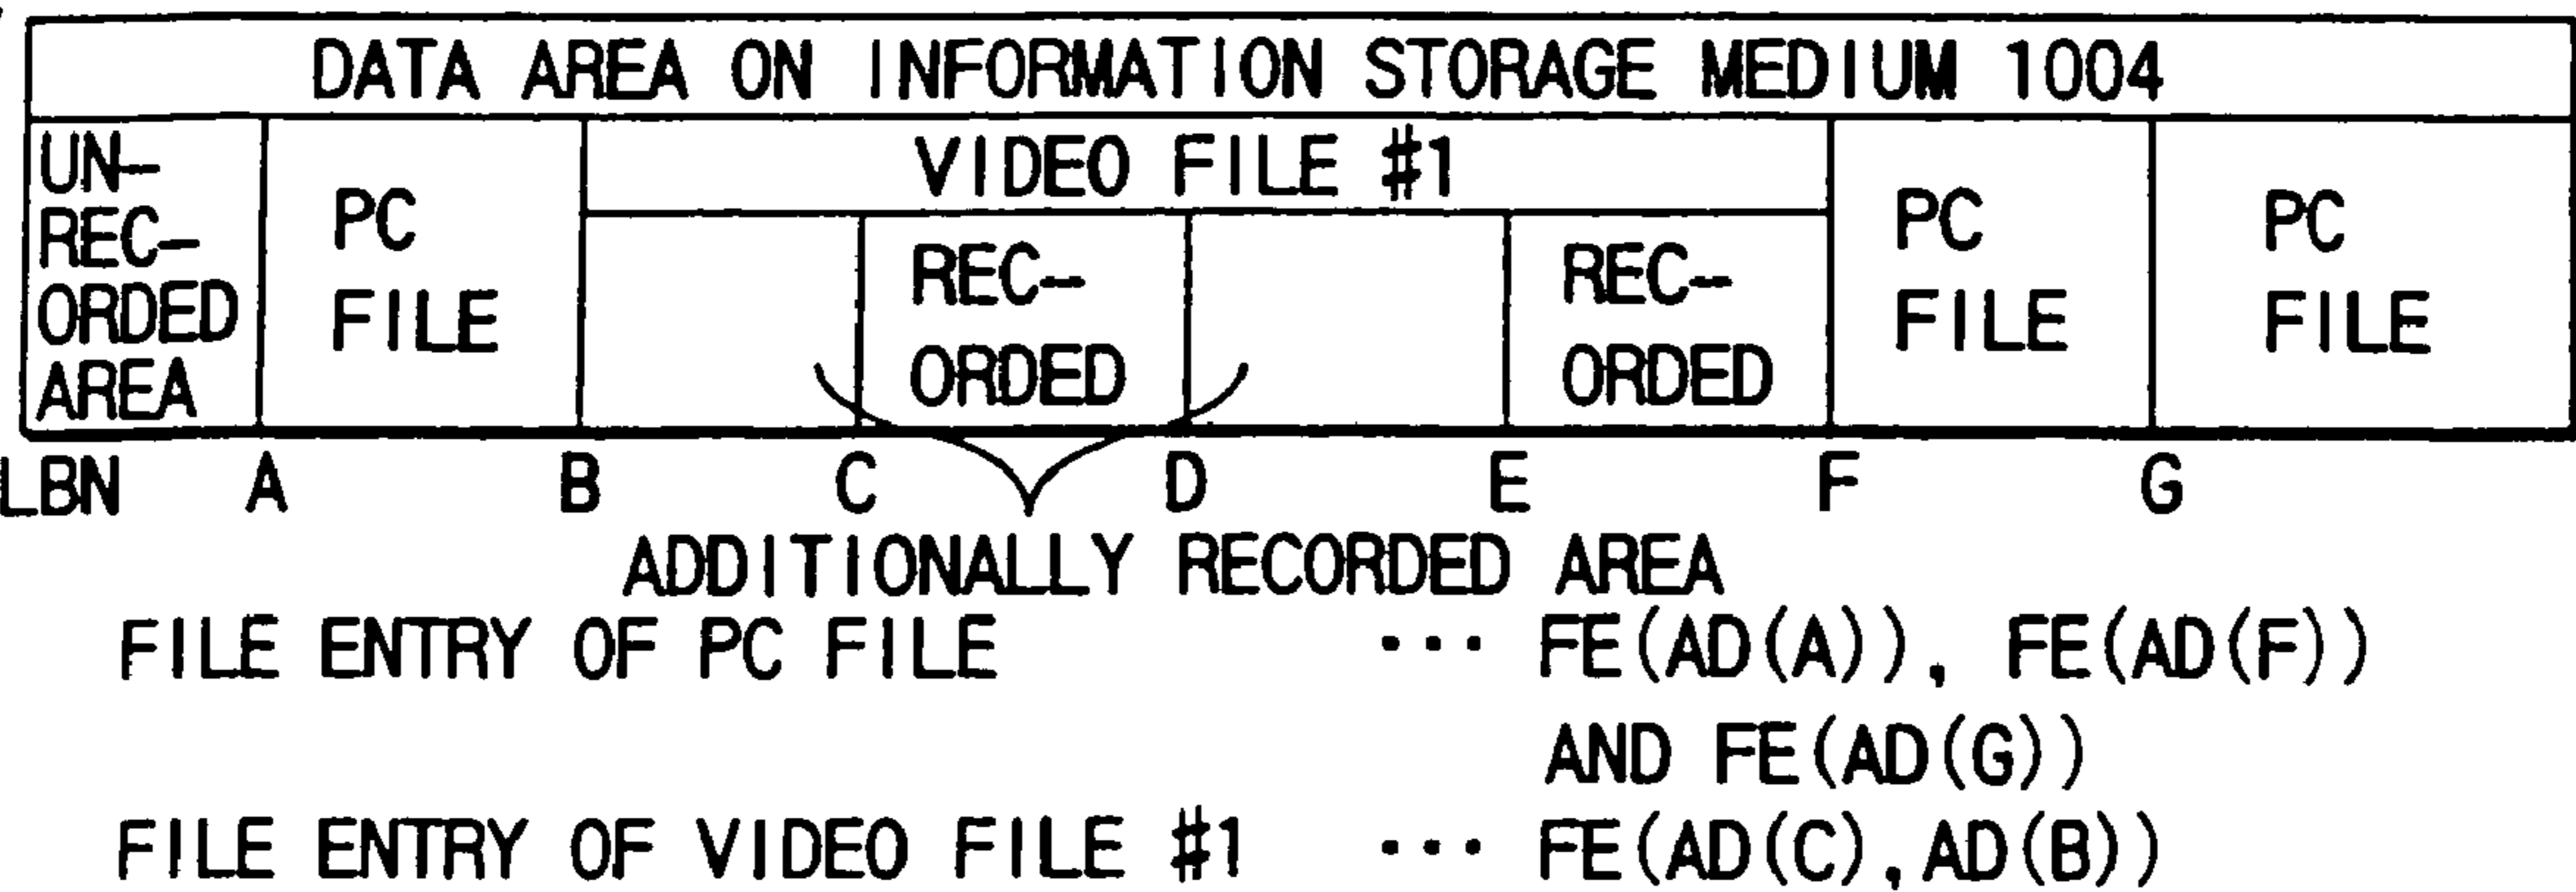 DATA AREA ON INFORMATION STORAGE MEDIUM 1004
UN-
REC-
ORDED
AREA
PC
FILE
VIDEO FILE #1
REC-
ORDED
REC-
ORDED
PC
FILE
PC
FILE
LBN A B C D E F G
ADDITIONALLY RECORDED AREA
FILE ENTRY OF PC FILE ··· FE(AD(A)), FE(AD(F))
AND FE(AD(G))
FILE ENTRY OF VIDEO FILE #1 ··· FE(AD(C),AD(B))